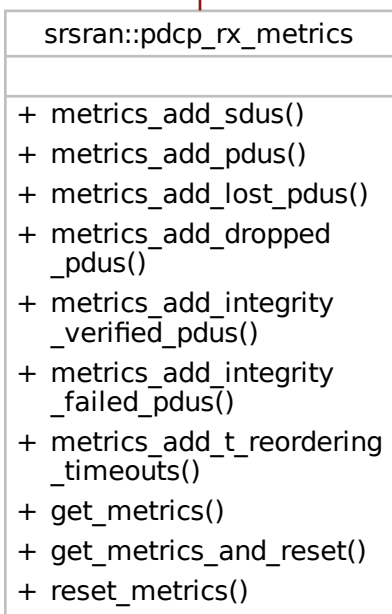 srsran::pdcp_rx_metrics
+ metrics_add_sdus()
+ metrics_add_pdus()
+ metrics_add_lost_pdus()
+ metrics_add_dropped
_pdus()
+ metrics_add_integrity
_verified_pdus()
+ metrics_add_integrity
_failed_pdus()
+ metrics_add_t_reordering
_timeouts()
+ get_metrics()
+ get_metrics_and_reset()
+ reset_metrics()